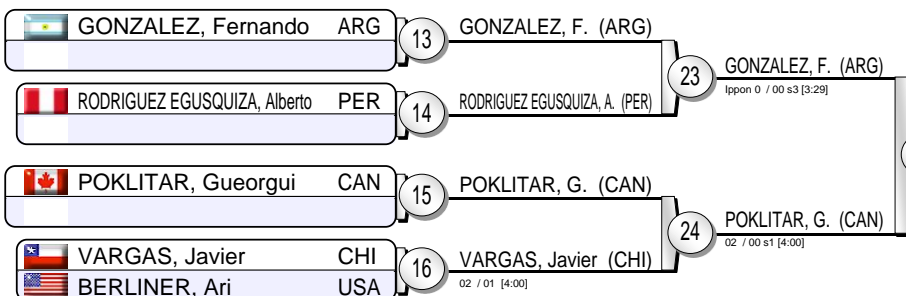 GONZALEZ, Fernando ARG
13
GONZALEZ, F. (ARG)
RODRIGUEZ EGUSQUIZA, Alberto PER
14
RODRIGUEZ EGUSQUIZA, A. (PER)
23
GONZALEZ, F. (ARG)
Ippon 0 / 00 s3 [3:29]
POKLITAR, Gueorgui CAN
15
POKLITAR, G. (CAN)
VARGAS, Javier CHI
BERLINER, Ari USA
16
VARGAS, Javier (CHI)
02 / 01 [4:00]
24
POKLITAR, G. (CAN)
02 / 00 s1 [4:00]